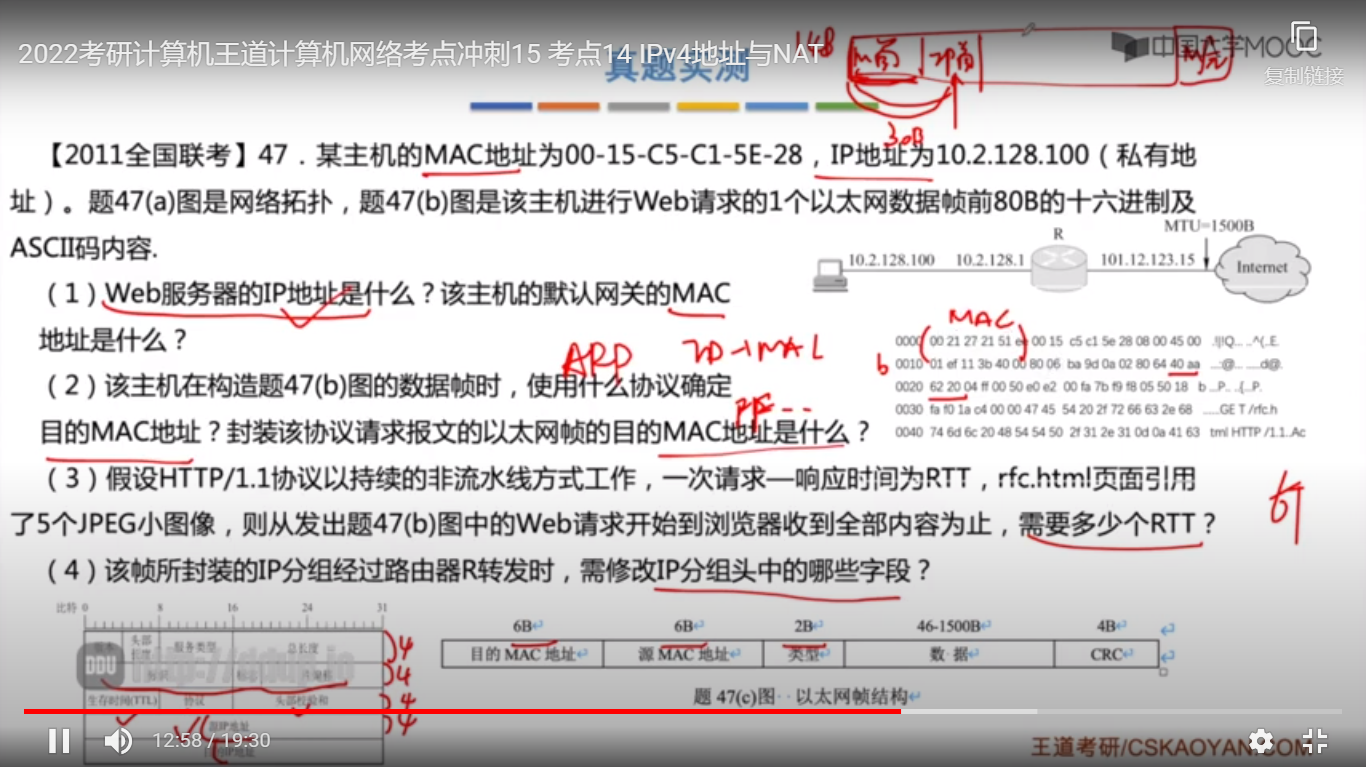 2022考研计算机王道计算机网络考点冲刺15 考点14 IPv4地址与NAT
真题实测
中国大学MOOC
复制链接
14B
30B
【2011全国联考】47．某主机的MAC地址为00-15-C5-C1-5E-28，IP地址为10.2.128.100（私有地
址）。题47(a)图是网络拓扑，题47(b)图是该主机进行Web请求的1个以太网数据帧前80B的十六进制及
ASCII码内容.
MTU=1500B
R
10.2.128.100 10.2.128.1 101.12.123.15 Internet
（1）Web服务器的IP地址是什么？该主机的默认网关的MAC
地址是什么？
MAC
0000 00 21 27 21 51 ee 00 15 c5 c1 5e 28 08 00 45 00 .!|!Q... ..^(..E.
b
0010 01 ef 11 3b 40 00 80 06 ba 9d 0a 02 80 64 40 aa ...:@... .....d@.
0020 62 20 04 ff 00 50 e0 e2 00 fa 7b f9 f8 05 50 18 b ..P.. ..{...P.
0030 fa f0 1a c4 00 00 47 45 54 20 2f 72 66 63 2e 68 ......GE T /rfc.h
0040 74 6d 6c 20 48 54 54 50 2f 31 2e 31 0d 0a 41 63 tml HTTP /1.1..Ac
ARP
（2）该主机在构造题47(b)图的数据帧时，使用什么协议确定
目的MAC地址？封装该协议请求报文的以太网帧的目的MAC地址是什么？
FF--
（3）假设HTTP/1.1协议以持续的非流水线方式工作，一次请求—响应时间为RTT，rfc.html页面引用
了5个JPEG小图像，则从发出题47(b)图中的Web请求开始到浏览器收到全部内容为止，需要多少个RTT？
6个
（4）该帧所封装的IP分组经过路由器R转发时，需修改IP分组头中的哪些字段？
比特 0 8 16 24 31
头部 服务类型 总长度
4
4
生存时间(TTL) 协议 头部校验和
4
源IP地址
4
6B 6B 2B 46-1500B 4B
目的 MAC 地址 源 MAC 地址 类型 数 据 CRC
题 47(c)图 以太网帧结构
12:58 / 19:30
王道考研/CSKAOYAN.COM